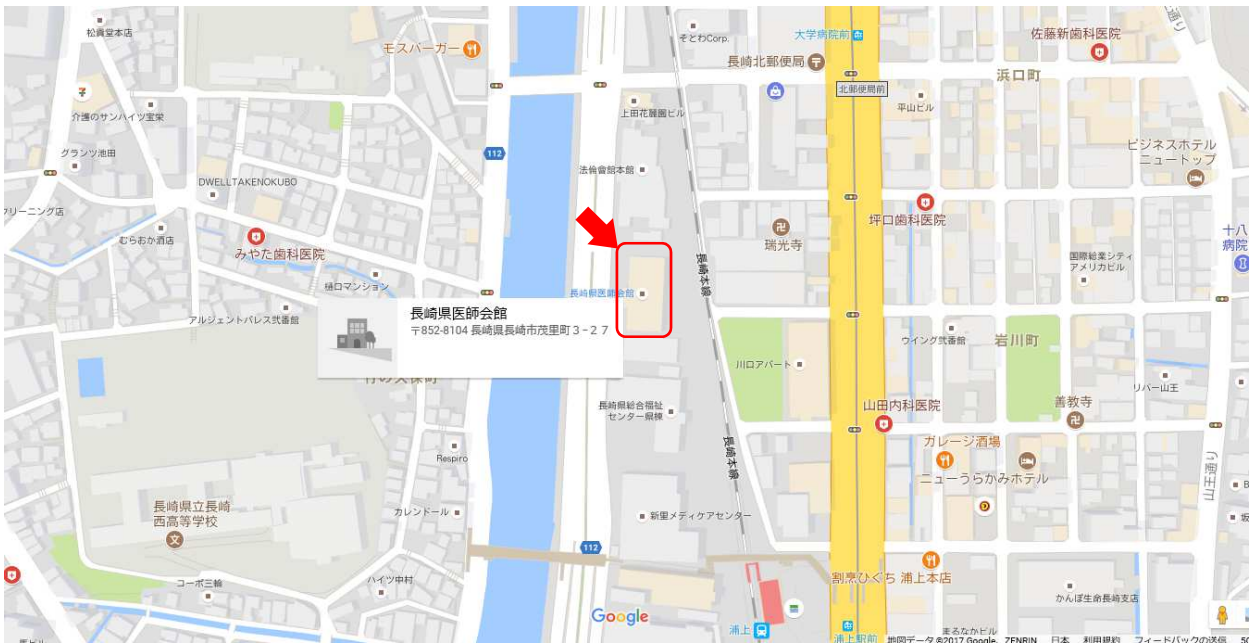 松貫堂本店
モスバーガー
そとわCorp.
大学病院前
長崎北郵便局
佐藤新歯科医院
浜口町
北郵便局前
平山ビル
介護のサンハイツ宝栄
上田花麗園ビル
グランツ池田
112
法倫會館本館
ビジネスホテル
ニュートップ
DWELLTAKENOKUBO
クリーニング店
むらおか酒店
みやた歯科医院
坪口歯科医院
瑞光寺
十八
病院
長崎本線
国際総業シティ
アメリカビル
樋口マンション
長崎県医師会館
アルジェントパレス弐番館
長崎県医師会館
〒852-8104 長崎県長崎市茂里町3-27
ウイング弐番館
岩川町
川口アパート
リバー山王
竹の久保町
長崎県総合福祉
センター県棟
山田内科医院
善教寺
長崎本線
ガレージ酒場
Respiro
ニューうらかみホテル
山王通り
長崎県立長崎
西高等学校
カレンドール
新里メディケアセンター
112
コーポ三輪
ハイツ中村
割烹ひぐち 浦上本店
かんぽ生命長崎支店
Google
浦上
浦上駅前
まるなかビル
地図データ ©2017 Google、ZENRIN
日本
利用規約
フィードバックの送信